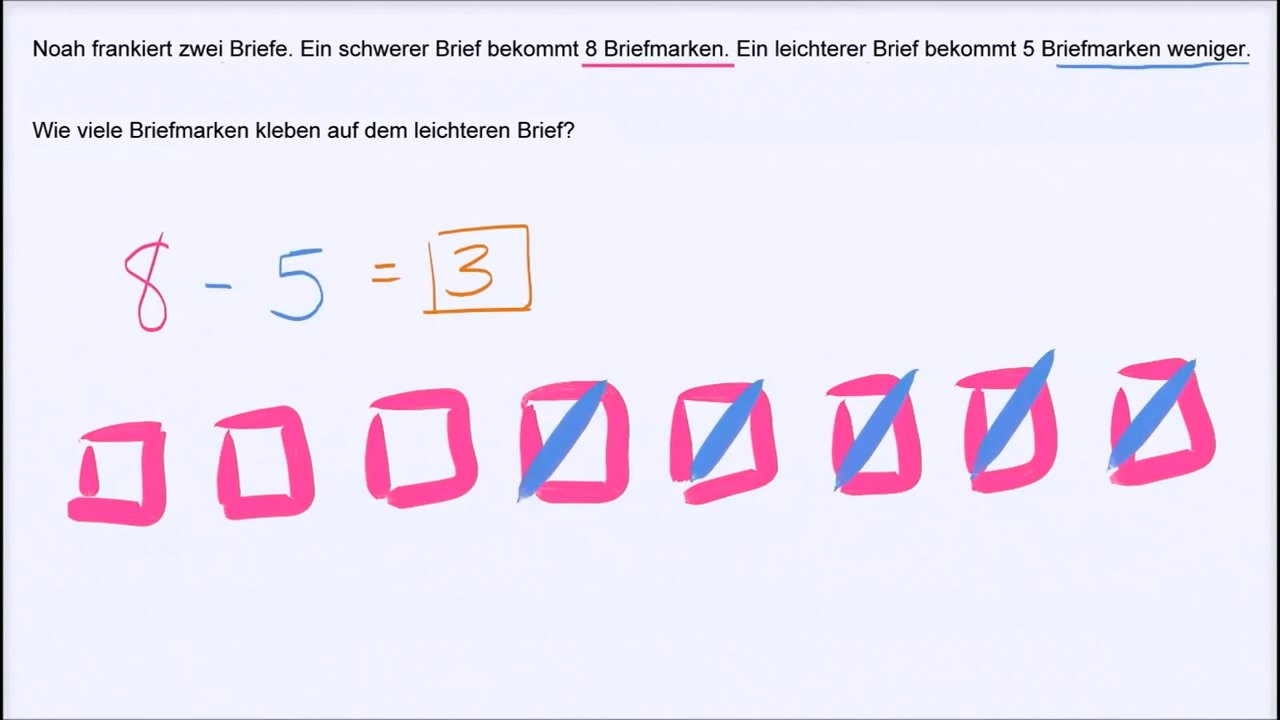 Noah frankiert zwei Briefe. Ein schwerer Brief bekommt 8 Briefmarken. Ein leichterer Brief bekommt 5 Briefmarken weniger.
Wie viele Briefmarken kleben auf dem leichteren Brief?
8 - 5 = 3